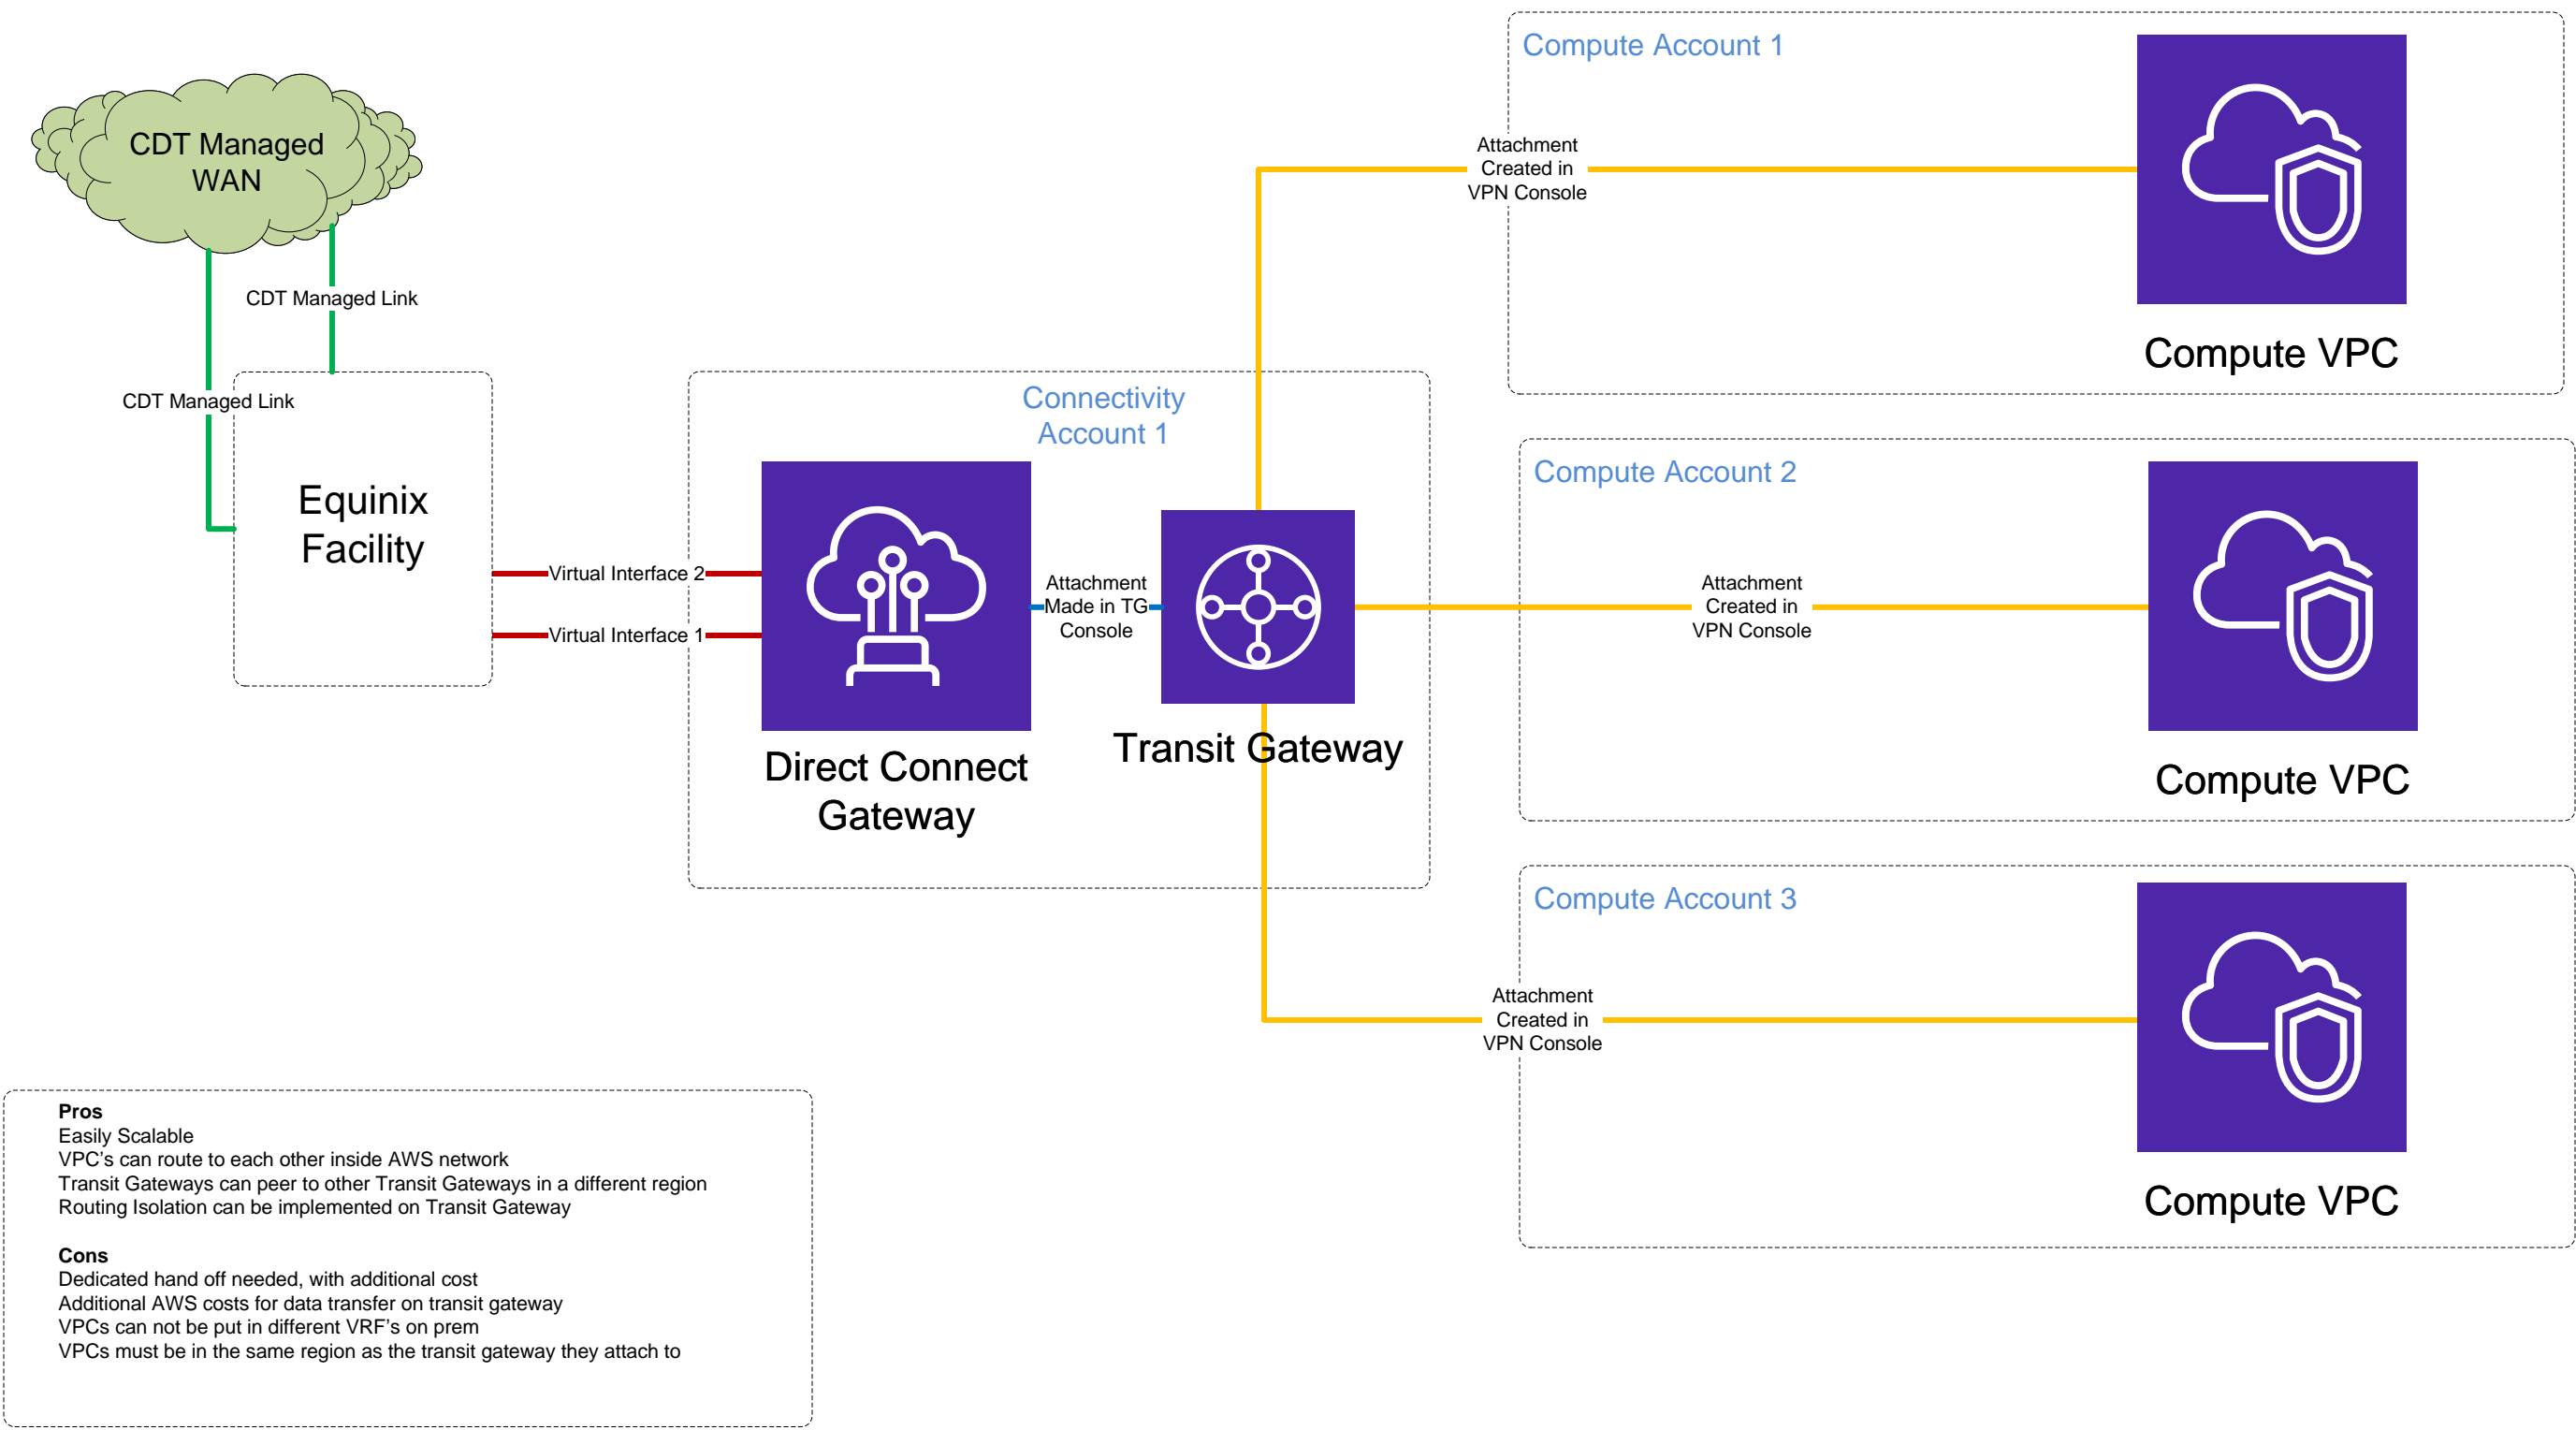 Compute Account 1
CDT Managed
WAN
Attachment
Created in
VPN Console
CDT Managed Link
Compute VPC
CDT Managed Link
Connectivity
Account 1
Compute Account 2
Equinix
Facility
Virtual Interface 2
Attachment
Made in TG
Console
Attachment
Created in
VPN Console
Virtual Interface 1
Transit Gateway
Direct Connect
Gateway
Compute VPC
Compute Account 3
Attachment
Created in
VPN Console
Compute VPC
Pros
Easily Scalable
VPC's can route to each other inside AWS network
Transit Gateways can peer to other Transit Gateways in a different region
Routing Isolation can be implemented on Transit Gateway
Cons
Dedicated hand off needed, with additional cost
Additional AWS costs for data transfer on transit gateway
VPCs can not be put in different VRF's on prem
VPCs must be in the same region as the transit gateway they attach to